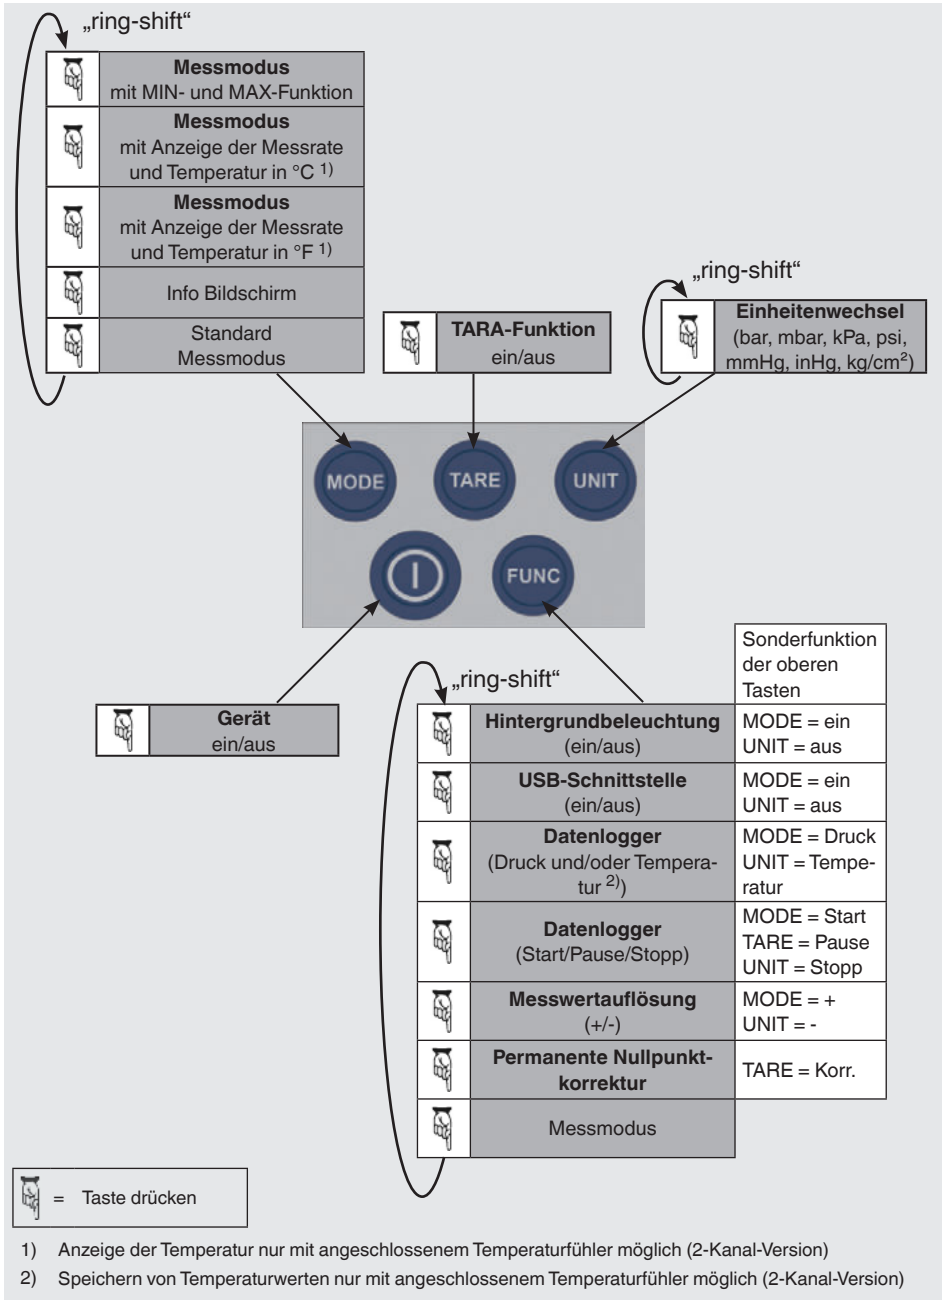 „ring-shift“
Messmodus
mit MIN- und MAX-Funktion
Messmodus
mit Anzeige der Messrate
und Temperatur in °C 1)
Messmodus
mit Anzeige der Messrate
und Temperatur in °F 1)
Info Bildschirm
Standard
Messmodus
TARA-Funktion
ein/aus
„ring-shift“
Einheitenwechsel
(bar, mbar, kPa, psi,
mmHg, inHg, kg/cm²)
MODE
TARE
UNIT
FUNC
Gerät
ein/aus
„ring-shift“
Sonderfunktion
der oberen
Tasten
Hintergrundbeleuchtung
(ein/aus)
MODE = ein
UNIT = aus
USB-Schnittstelle
(ein/aus)
MODE = ein
UNIT = aus
Datenlogger
(Druck und/oder Tempera-
tur 2))
MODE = Druck
UNIT = Tempe-
ratur
Datenlogger
(Start/Pause/Stopp)
MODE = Start
TARE = Pause
UNIT = Stopp
Messwertauflösung
(+/-)
MODE = +
UNIT = -
Permanente Nullpunkt-
korrektur
TARE = Korr.
Messmodus
= Taste drücken
1) Anzeige der Temperatur nur mit angeschlossenem Temperaturfühler möglich (2-Kanal-Version)
2) Speichern von Temperaturwerten nur mit angeschlossenem Temperaturfühler möglich (2-Kanal-Version)